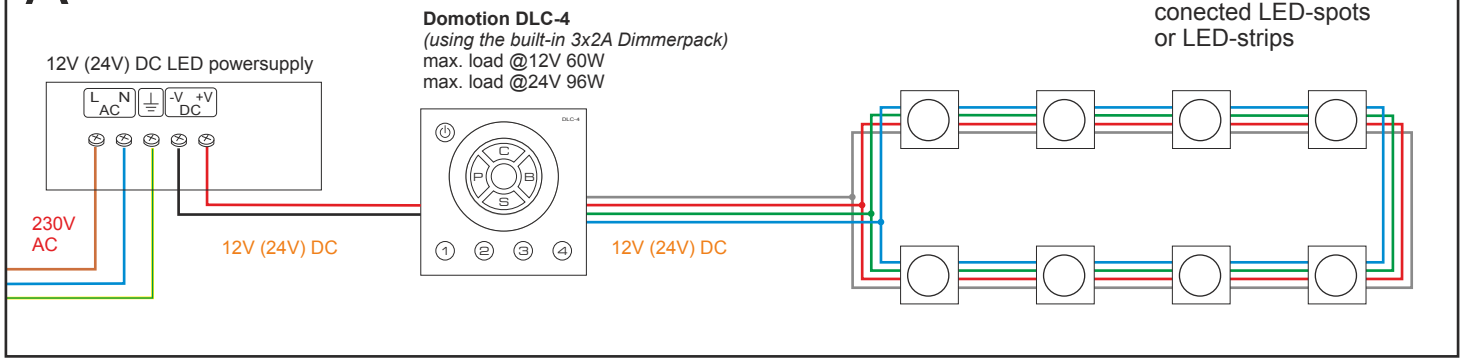 A
Domotion DLC-4
(using the built-in 3x2A Dimmerpack)
max. load @12V 60W
max. load @24V 96W
conected LED-spots
or LED-strips
12V (24V) DC LED powersupply
L N -V +V
AC DC
DLC-4
C
P B
S
1 2 3 4
230V
AC
12V (24V) DC
12V (24V) DC